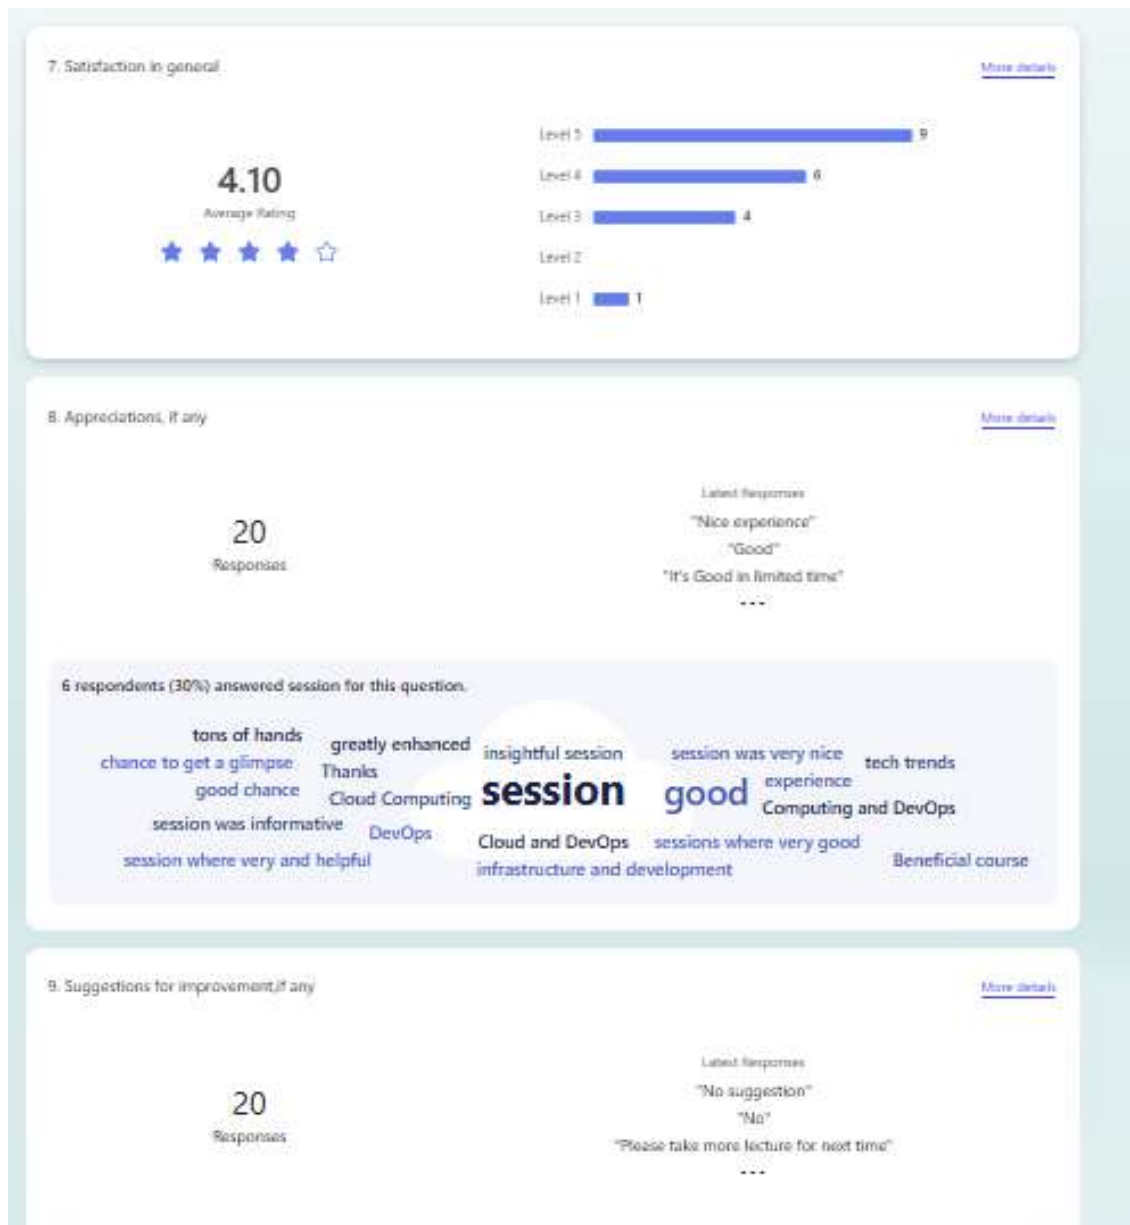 7. Satisfaction in general
More details
4.10
Average Rating
Level 5 9
Level 4 6
Level 3 4
Level 2
Level 1 1
8. Appreciations, if any
More details
20
Responses
Latest Responses
"Nice experience"
"Good"
"It's Good in limited time"
---
6 respondents (30%) answered session for this question.
tons of hands
greatly enhanced
insightful session
session was very nice
tech trends
chance to get a glimpse
Thanks
experience
good chance
Cloud Computing
session
good
Computing and DevOps
session was informative
DevOps
Cloud and DevOps
sessions where very good
session where very and helpful
infrastructure and development
Beneficial course
9. Suggestions for improvement,if any
More details
20
Responses
Latest Responses
"No suggestion"
"No"
"Please take more lecture for next time"
---